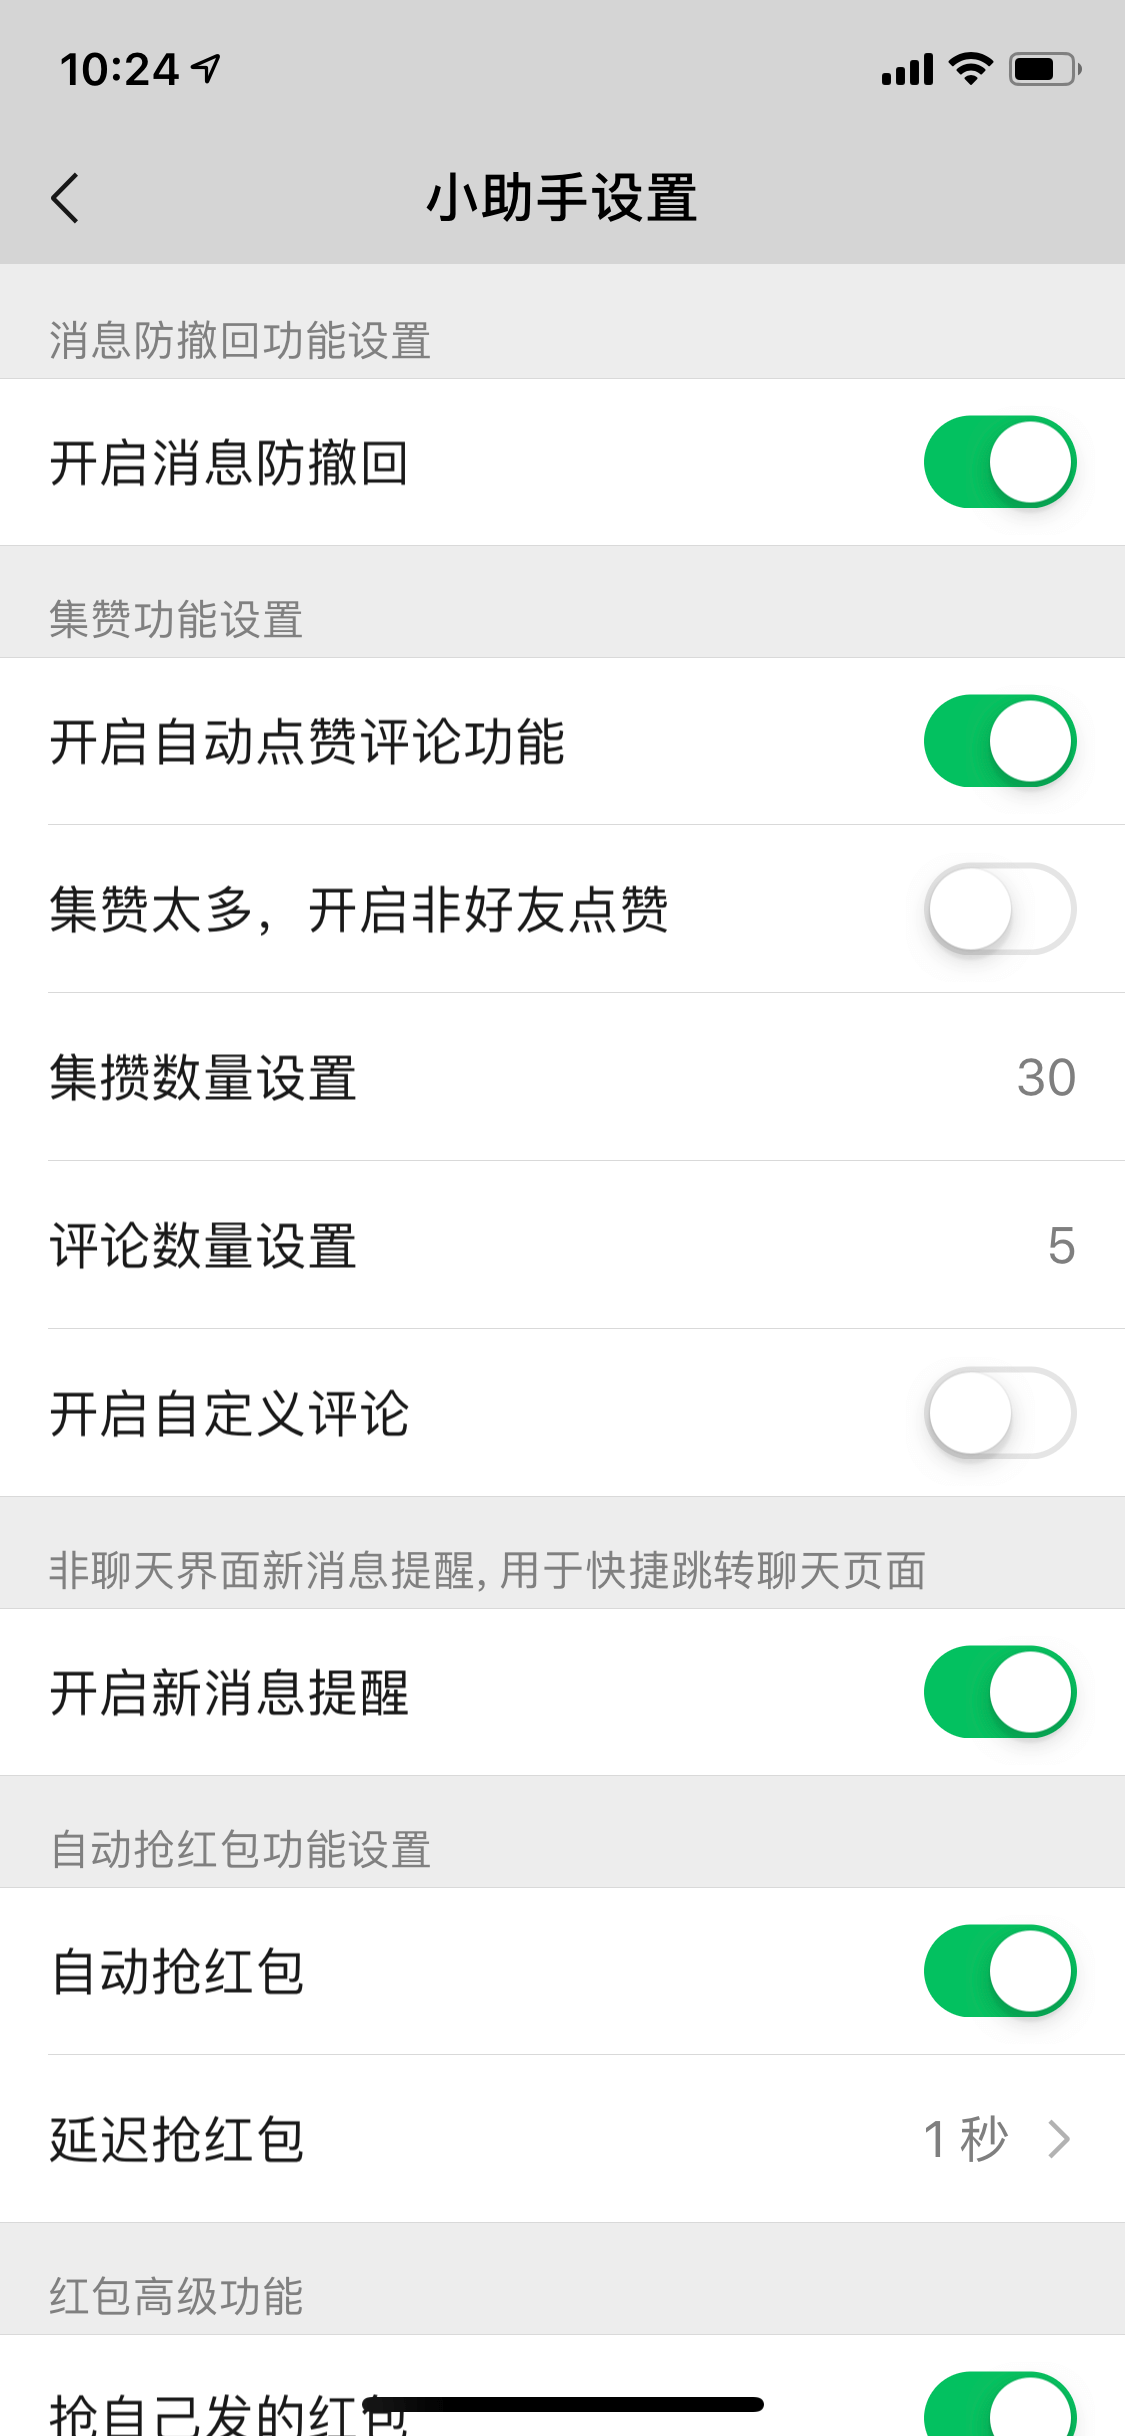 10:24
小助手设置
消息防撤回功能设置
开启消息防撤回
集赞功能设置
开启自动点赞评论功能
集赞太多，开启非好友点赞
集攒数量设置 30
评论数量设置 5
开启自定义评论
非聊天界面新消息提醒, 用于快捷跳转聊天页面
开启新消息提醒
自动抢红包功能设置
自动抢红包
延迟抢红包 1 秒
红包高级功能
抢自己发的红包